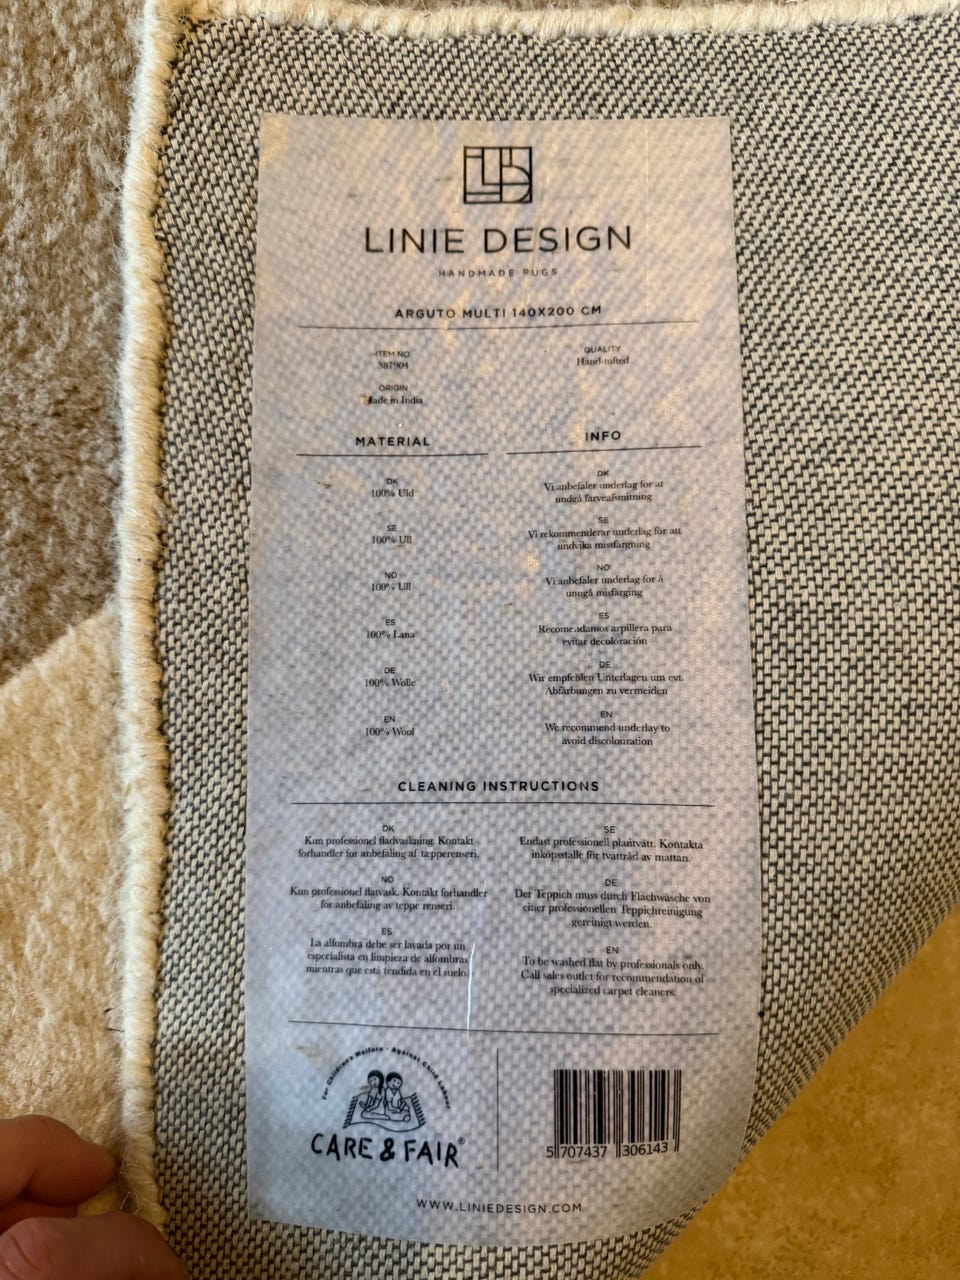 LINIE DESIGN
HANDMADE RUGS
ARGUTO MULTI 140X200 CM
ITEM NO
387904
QUALITY
Hand-tufted
ORIGIN
Made in India
MATERIAL
DK
100% Uld
SE
100% Ull
NO
100% Ull
ES
100% Lana
DE
100% Wolle
EN
100% Wool
INFO
DK
Vi anbefaler underlag for at
undgå farveafsmitning
SE
Vi rekommenderar underlag för att
undvika missfärgning
NO
Vi anbefaler underlag for å
unngå misfarging
ES
Recomendamos arpillera para
evitar decoloración
DE
Wir empfehlen Unterlagen um evt.
Abfärbungen zu vermeiden
EN
We recommend underlay to
avoid discolouration
CLEANING INSTRUCTIONS
DK
Kun professionel fladvaskning. Kontakt
forhandler for anbefaling af tæpperenseri.
NO
Kun professionel flatvask. Kontakt forhandler
for anbefaling av teppe renseri.
ES
La alfombra debe ser lavada por un
especialista en limpieza de alfombras
mientras que está tendida en el suelo.
SE
Endast professionell plantvätt. Kontakta
inköpsställe för tvättråd av mattan.
DE
Der Teppich muss durch Flachwäsche von
einer professionellen Teppichreinigung
gereinigt werden.
EN
To be washed flat by professionals only.
Call sales outlet for recommendation of
specialized carpet cleaners.
For Children's Welfare · Against Child Labour
CARE & FAIR®
5 707437 306143
WWW.LINIEDESIGN.COM